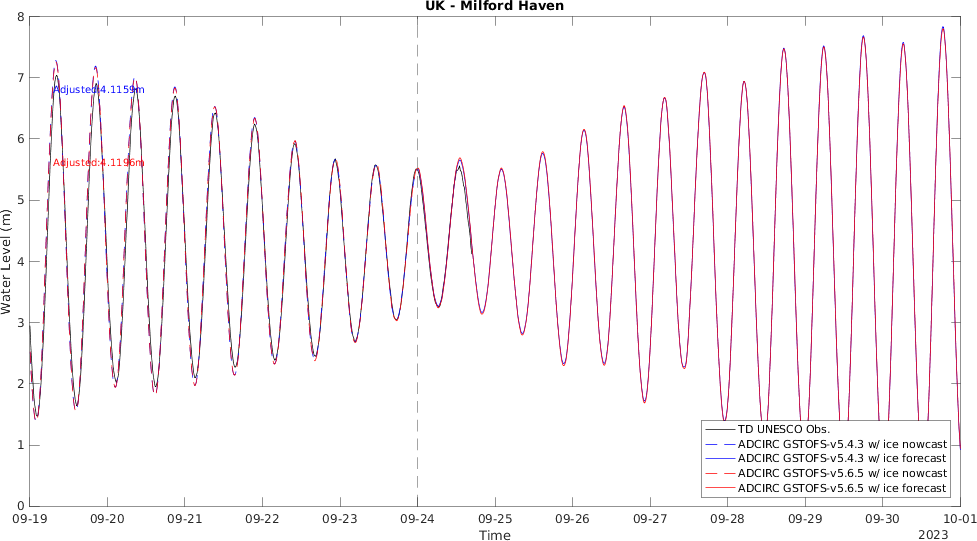 UK - Milford Haven
8
7
6
5
4
3
2
1
0
Water Level (m)
Adjusted:4.1159m
Adjusted:4.1196m
TD UNESCO Obs.
ADCIRC GSTOFS-v5.4.3 w/ ice nowcast
ADCIRC GSTOFS-v5.4.3 w/ ice forecast
ADCIRC GSTOFS-v5.6.5 w/ ice nowcast
ADCIRC GSTOFS-v5.6.5 w/ ice forecast
09-19 09-20 09-21 09-22 09-23 09-24 09-25 09-26 09-27 09-28 09-29 09-30 10-01
Time
2023